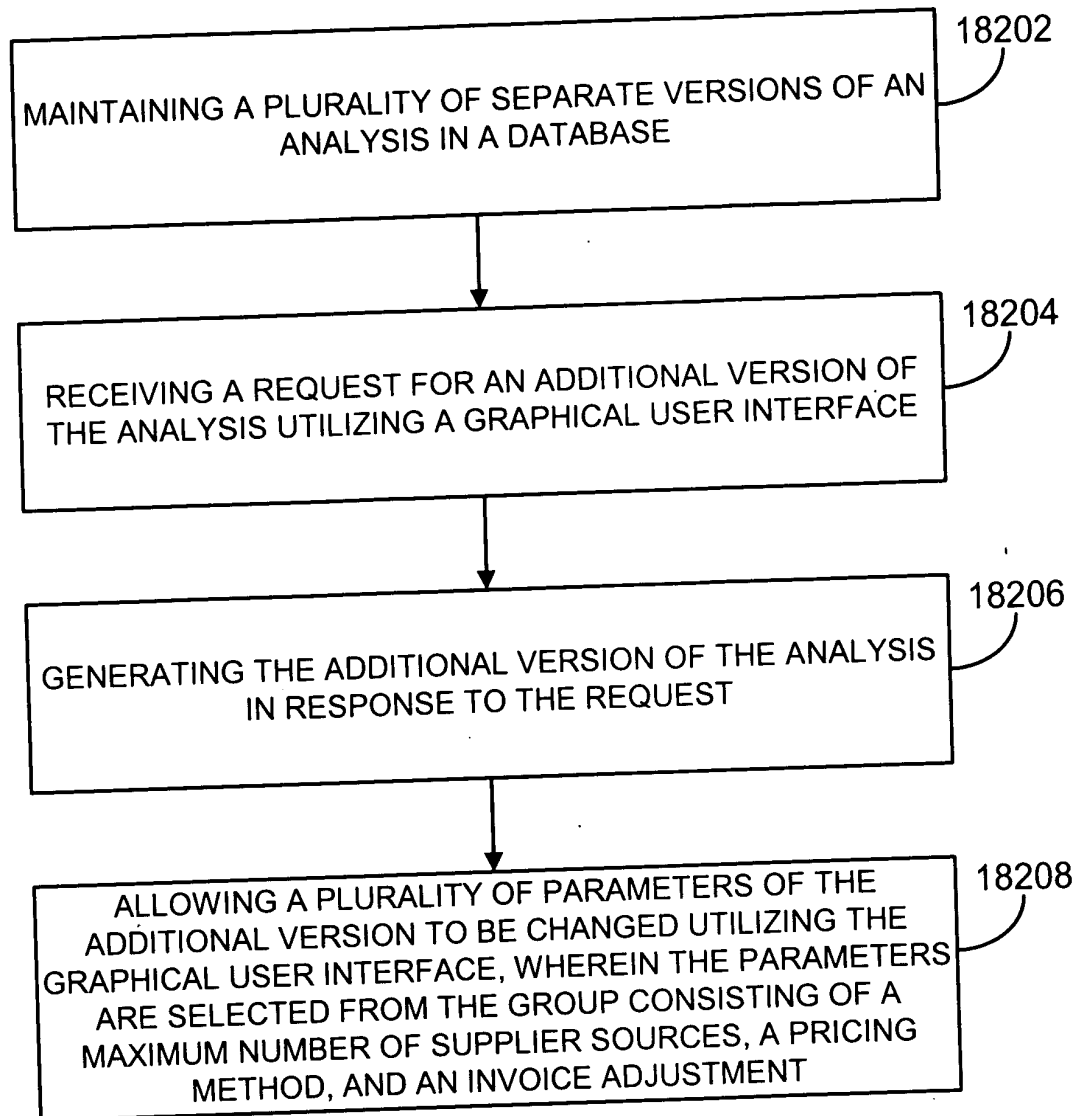 18202
MAINTAINING A PLURALITY OF SEPARATE VERSIONS OF AN
ANALYSIS IN A DATABASE
18204
RECEIVING A REQUEST FOR AN ADDITIONAL VERSION OF
THE ANALYSIS UTILIZING A GRAPHICAL USER INTERFACE
18206
GENERATING THE ADDITIONAL VERSION OF THE ANALYSIS
IN RESPONSE TO THE REQUEST
18208
ALLOWING A PLURALITY OF PARAMETERS OF THE
ADDITIONAL VERSION TO BE CHANGED UTILIZING THE
GRAPHICAL USER INTERFACE, WHEREIN THE PARAMETERS
ARE SELECTED FROM THE GROUP CONSISTING OF A
MAXIMUM NUMBER OF SUPPLIER SOURCES, A PRICING
METHOD, AND AN INVOICE ADJUSTMENT